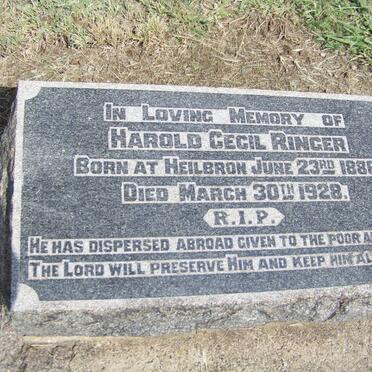 In Loving Memory of
Harold Cecil Ringer
Born at Heilbron June 23rd
Died March 30th 1928.
R.I.P.
He has dispersed abroad given to the poor
The Lord will preserve Him and keep him